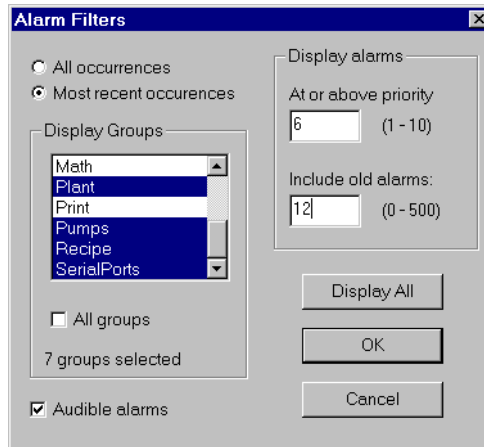 Alarm Filters
All occurrences
Most recent occurences
Display Groups
Math
Plant
Print
Pumps
Recipe
SerialPorts
All groups
7 groups selected
Audible alarms
Display alarms
At or above priority
6 (1 - 10)
Include old alarms:
12 (0 - 500)
Display All
OK
Cancel